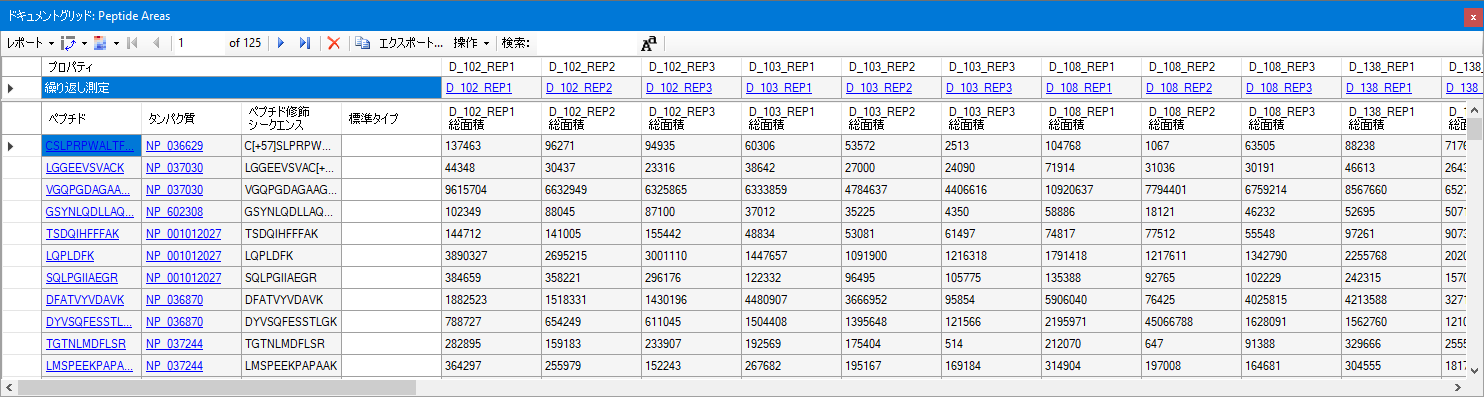 ドキュメントグリッド: Peptide Areas
レポート 1 of 125 エクスポート... 操作 検索: Aa
プロパティ D_102_REP1 D_102_REP2 D_102_REP3 D_103_REP1 D_103_REP2 D_103_REP3 D_108_REP1 D_108_REP2 D_108_REP3 D_138_REP1 D_138_
繰り返し測定 D_102_REP1 D_102_REP2 D_102_REP3 D_103_REP1 D_103_REP2 D_103_REP3 D_108_REP1 D_108_REP2 D_108_REP3 D_138_REP1 D_138
ペプチド タンパク質 ペプチド修飾 シークエンス 標準タイプ D_102_REP1 総面積 D_102_REP2 総面積 D_102_REP3 総面積 D_103_REP1 総面積 D_103_REP2 総面積 D_103_REP3 総面積 D_108_REP1 総面積 D_108_REP2 総面積 D_108_REP3 総面積 D_138_REP1 総面積 D_1 総面
CSLPRPWALTF... NP_036629 C[+57]SLPRPW... 137463 96271 94935 60306 53572 2513 104768 1067 63505 88238 7176
LGGEEVSVACK NP_037030 LGGEEVSVAC[+... 44348 30437 23316 38642 27000 24090 71914 31036 30191 46613 2643
VGQPGDAGAA... NP_037030 VGQPGDAGAAG... 9615704 6632949 6325865 6333859 4784637 4406616 10920637 7794401 6759214 8567660 6527
GSYNLQDLLAQ... NP_602308 GSYNLQDLLAQ... 102349 88045 87100 37012 35225 4350 58886 18121 46232 52695 5071
TSDQIHFFFAK NP_001012027 TSDQIHFFFAK 144712 141005 155442 48834 53081 61497 74817 77512 55548 97261 9073
LQPLDFK NP_001012027 LQPLDFK 3890327 2695215 3001110 1447657 1091900 1216318 1791418 1217611 1342790 2255768 2020
SQLPGIIAEGR NP_001012027 SQLPGIIAEGR 384659 358221 296176 122332 96495 105775 135388 92765 102229 242315 1570
DFATVYVDAVK NP_036870 DFATVYVDAVK 1882523 1518331 1430196 4480907 3666952 95854 5906040 76425 4025815 4213588 3271
DYVSQFESSTL... NP_036870 DYVSQFESSTLGK 788727 654249 611045 1504408 1395648 121566 2195971 45066788 1628091 1562760 1210
TGTNLMDFLSR NP_037244 TGTNLMDFLSR 282895 159183 233907 192569 175404 514 212070 647 91388 329666 2555
LMSPEEKPAPA... NP_037244 LMSPEEKPAPAAK 364297 255979 152243 267682 195167 169184 314904 197008 164681 304555 1817